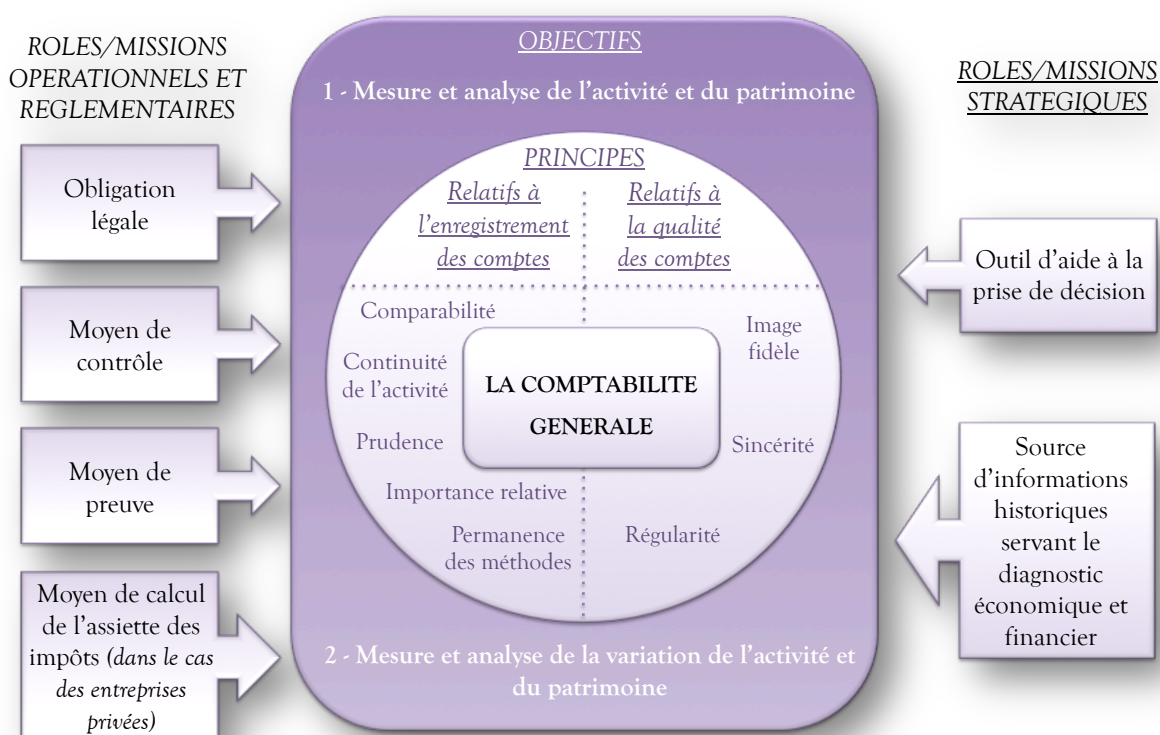 ROLES/MISSIONS
OPERATIONNELS ET
REGLEMENTAIRES
Obligation
légale
Moyen de
contrôle
Moyen de
preuve
Moyen de calcul
de l'assiette des
impôts (dans le cas
des entreprises
privées)
OBJECTIFS
1 - Mesure et analyse de l'activité et du patrimoine
PRINCIPES
Relatifs à
l'enregistrement
des comptes
Relatifs à
la qualité
des comptes
Comparabilité
Continuité
de l'activité
Prudence
Importance relative
Permanence
des méthodes
LA COMPTABILITE
GENERALE
Image
fidèle
Sincérité
Régularité
2 - Mesure et analyse de la variation de l'activité et
du patrimoine
ROLES/MISSIONS
STRATEGIQUES
Outil d'aide à la
prise de décision
Source
d'informations
historiques
servant le
diagnostic
économique et
financier